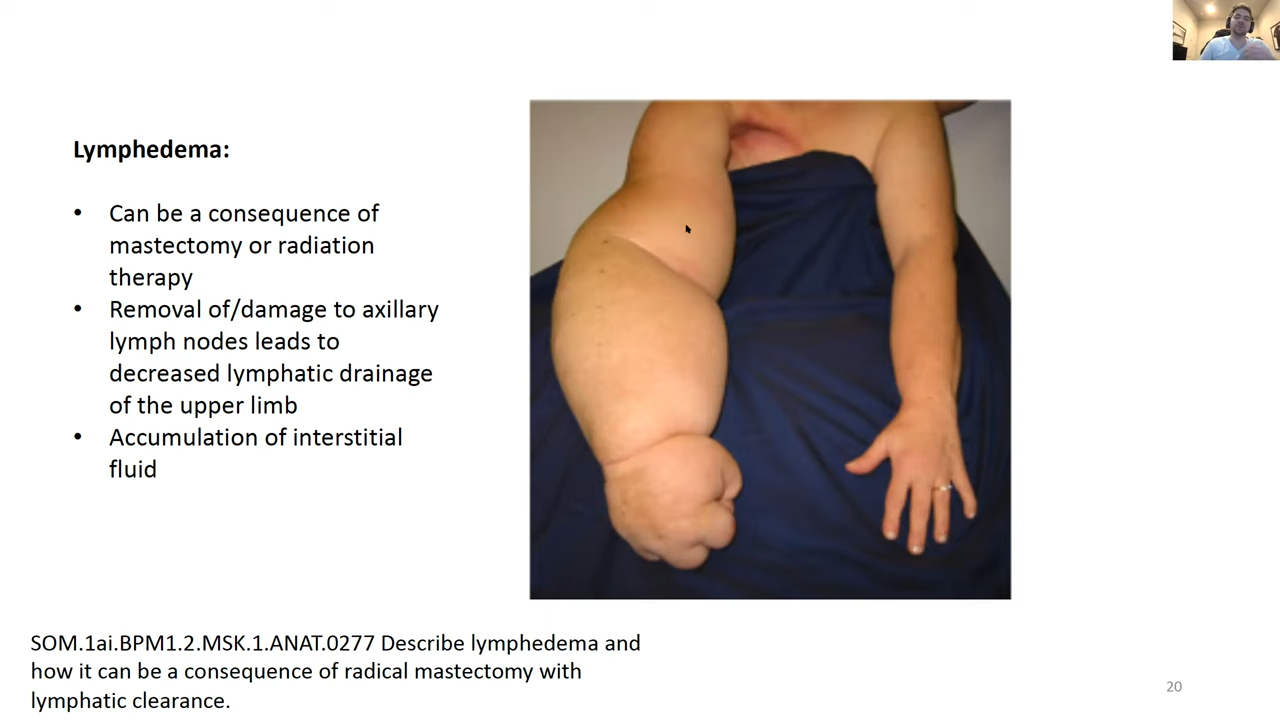 Lymphedema:
• Can be a consequence of
mastectomy or radiation
therapy
• Removal of/damage to axillary
lymph nodes leads to
decreased lymphatic drainage
of the upper limb
• Accumulation of interstitial
fluid
SOM.1ai.BPM1.2.MSK.1.ANAT.0277 Describe lymphedema and
how it can be a consequence of radical mastectomy with
lymphatic clearance.
20